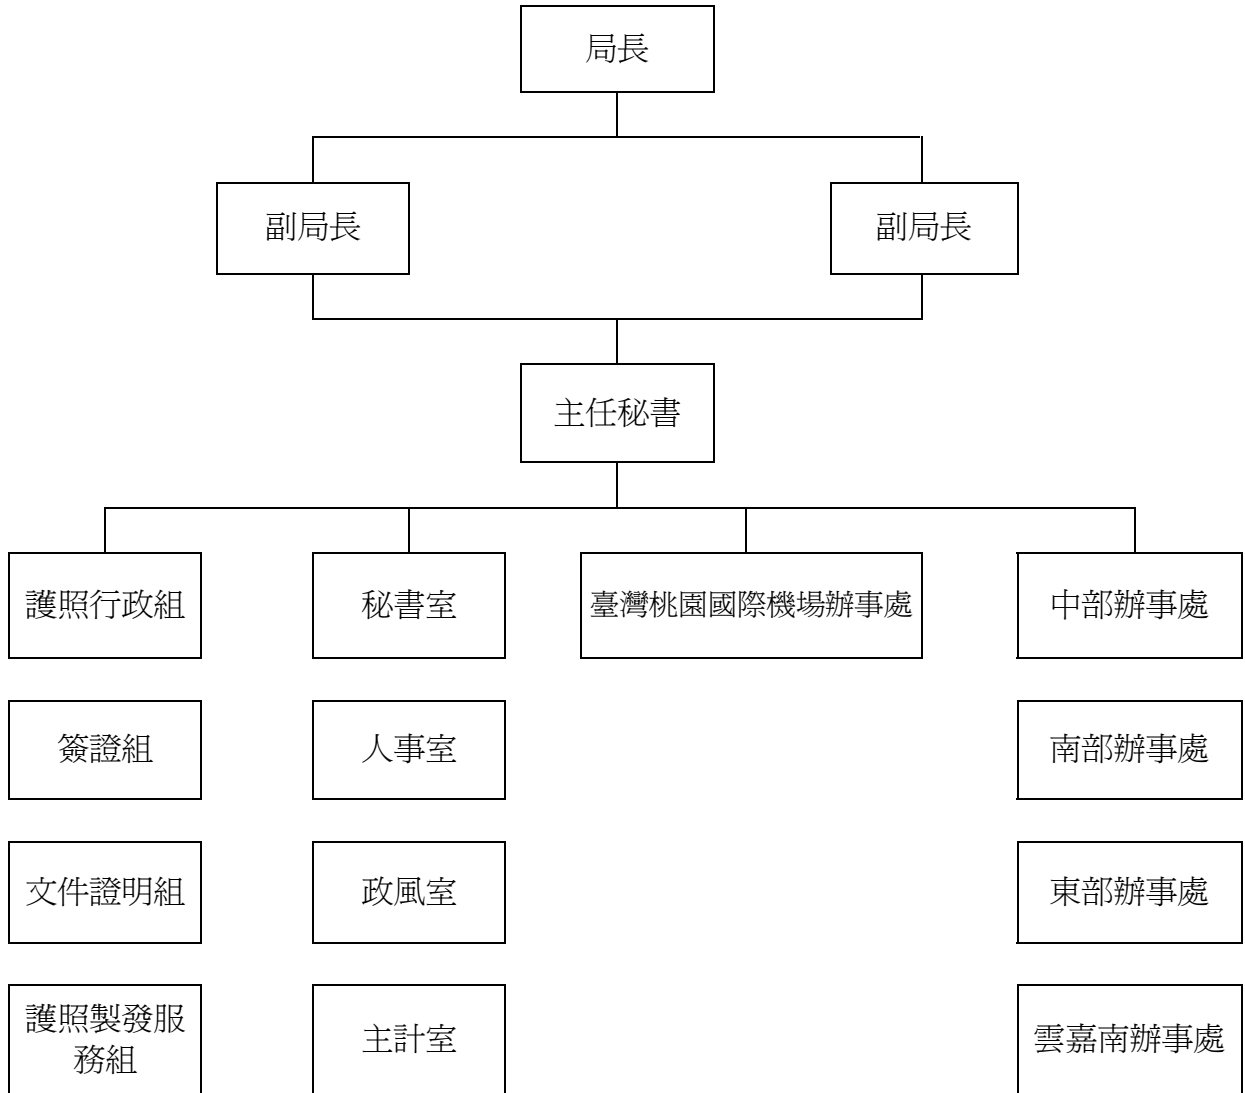 局長
副局長
副局長
主任秘書
護照行政組
秘書室
臺灣桃園國際機場辦事處
中部辦事處
簽證組
人事室
南部辦事處
文件證明組
政風室
東部辦事處
護照製發服
務組
主計室
雲嘉南辦事處